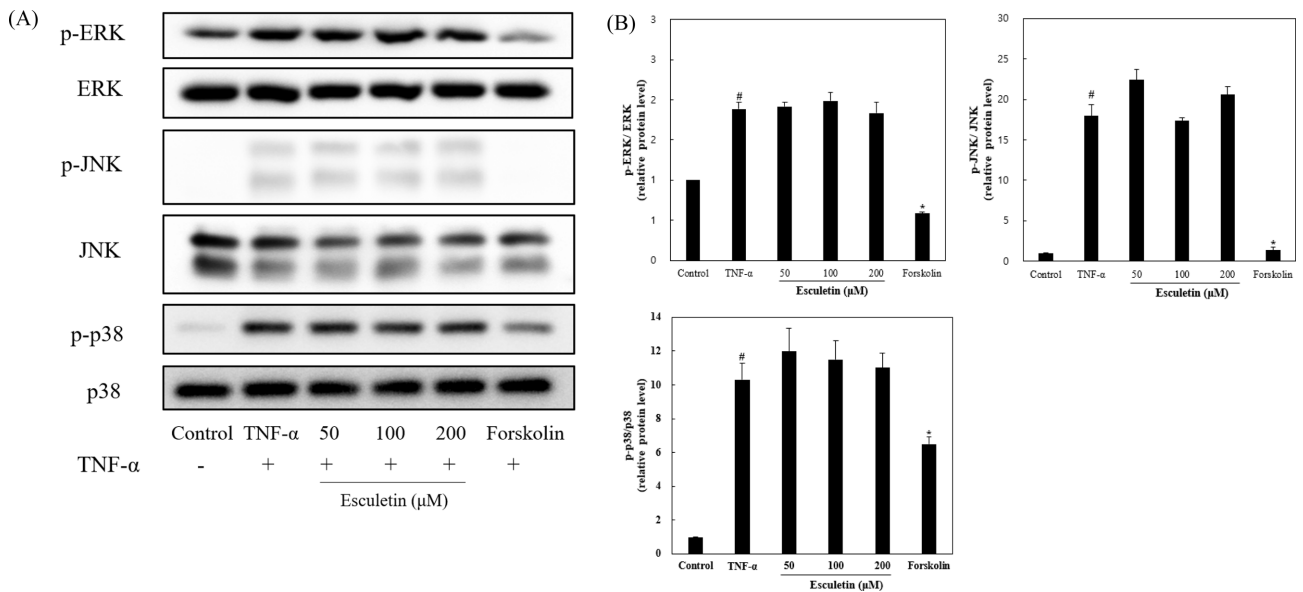 (A)
p-ERK
ERK
p-JNK
JNK
p-p38
p38
Control TNF-α 50 100 200 Forskolin
TNF-α - + + + + +
Esculetin (μM)
(B)
p-ERK/ ERK
(relative protein level)
3
3
2
2
1
1
0
#
*
Control TNF-α 50 100 200 Forskolin
Esculetin (μM)
p-JNK/ JNK
(relative protein level)
30
25
20
15
10
5
0
#
*
Control TNF-α 50 100 200 Forskolin
Esculetin (μM)
p-p38/p38
(relative protein level)
14
12
10
8
6
4
2
0
#
*
Control TNF-α 50 100 200 Forskolin
Esculetin (μM)